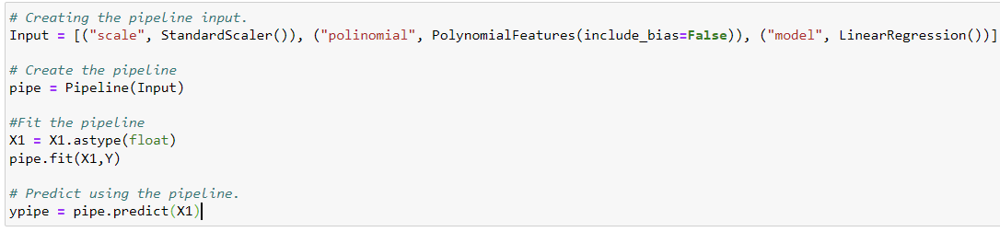 # Creating the pipeline input.
Input = [("scale", StandardScaler()), ("polinomial", PolynomialFeatures(include_bias=False)), ("model", LinearRegression())]
# Create the pipeline
pipe = Pipeline(Input)
#Fit the pipeline
X1 = X1.astype(float)
pipe.fit(X1,Y)
# Predict using the pipeline.
ypipe = pipe.predict(X1)